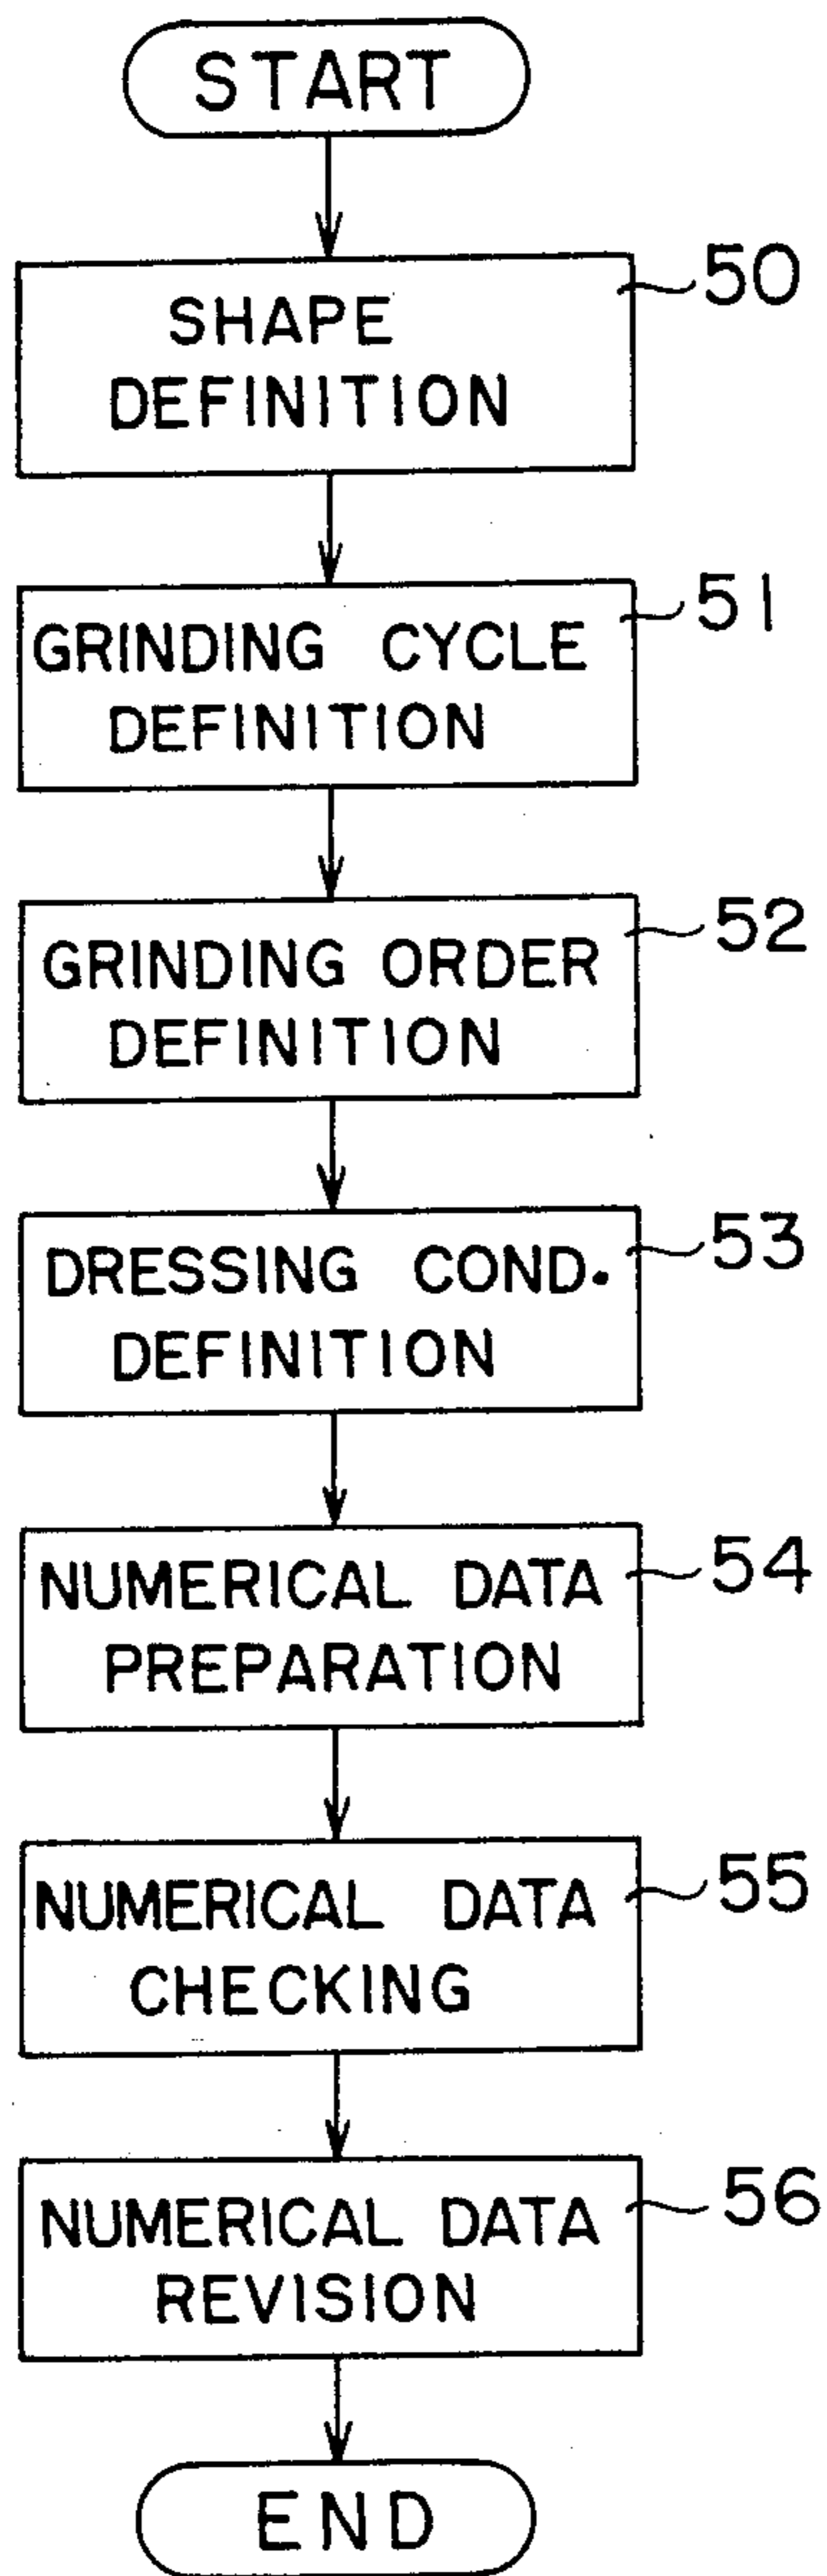 START
50
SHAPE
DEFINITION
51
GRINDING CYCLE
DEFINITION
52
GRINDING ORDER
DEFINITION
53
DRESSING COND.
DEFINITION
54
NUMERICAL DATA
PREPARATION
55
NUMERICAL DATA
CHECKING
56
NUMERICAL DATA
REVISION
END